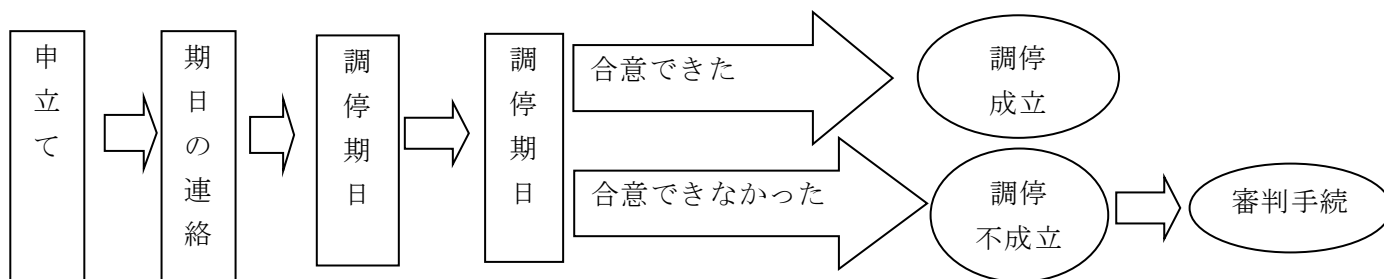 申立て
期日の連絡
調停期日
調停期日
合意できた
調停
成立
合意できなかった
調停
不成立
審判手続